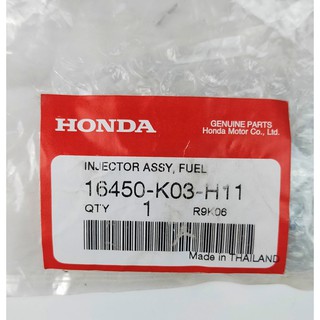 HONDA
GENUINE PARTS
Honda Motor Co., Ltd.
INJECTOR ASSY, FUEL
16450-K03-H11
QTY 1 R9K06
Made in THAILAND